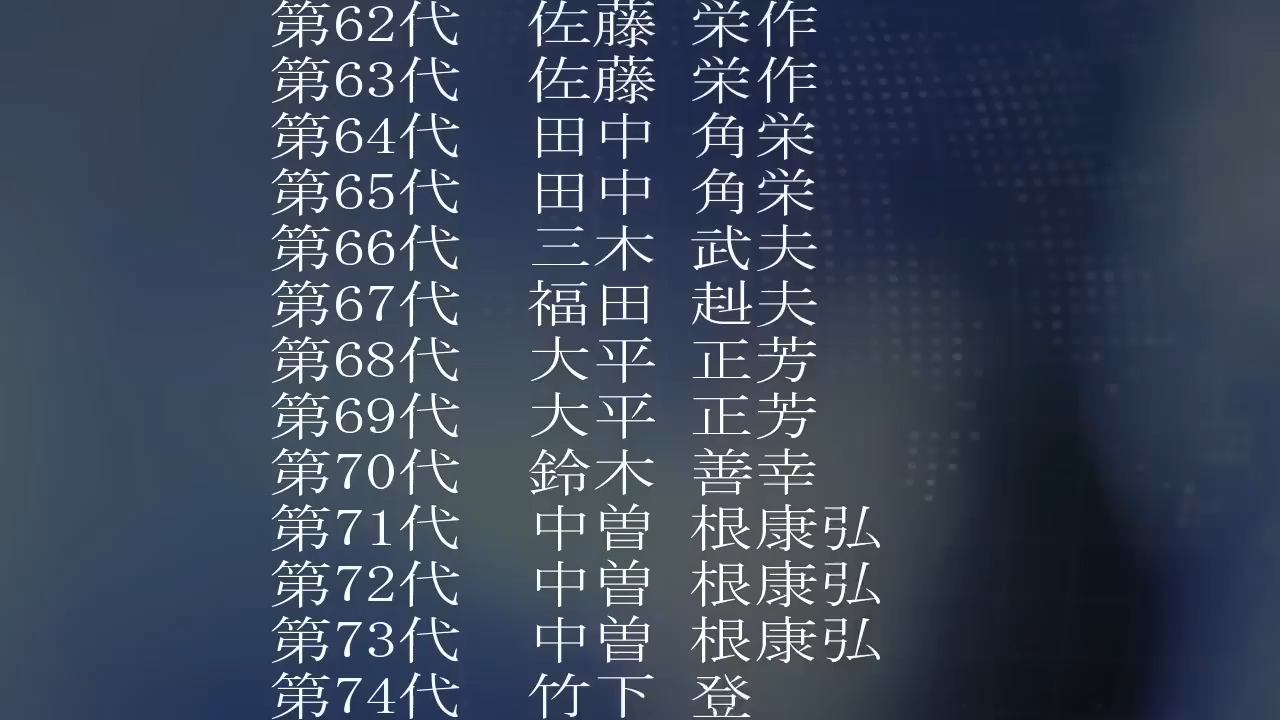 第62代 佐藤 栄作
第63代 佐藤 栄作
第64代 田中 角栄
第65代 田中 角栄
第66代 三木 武夫
第67代 福田 赳夫
第68代 大平 正芳
第69代 大平 正芳
第70代 鈴木 善幸
第71代 中曽 根康弘
第72代 中曽 根康弘
第73代 中曽 根康弘
第74代 竹下 登